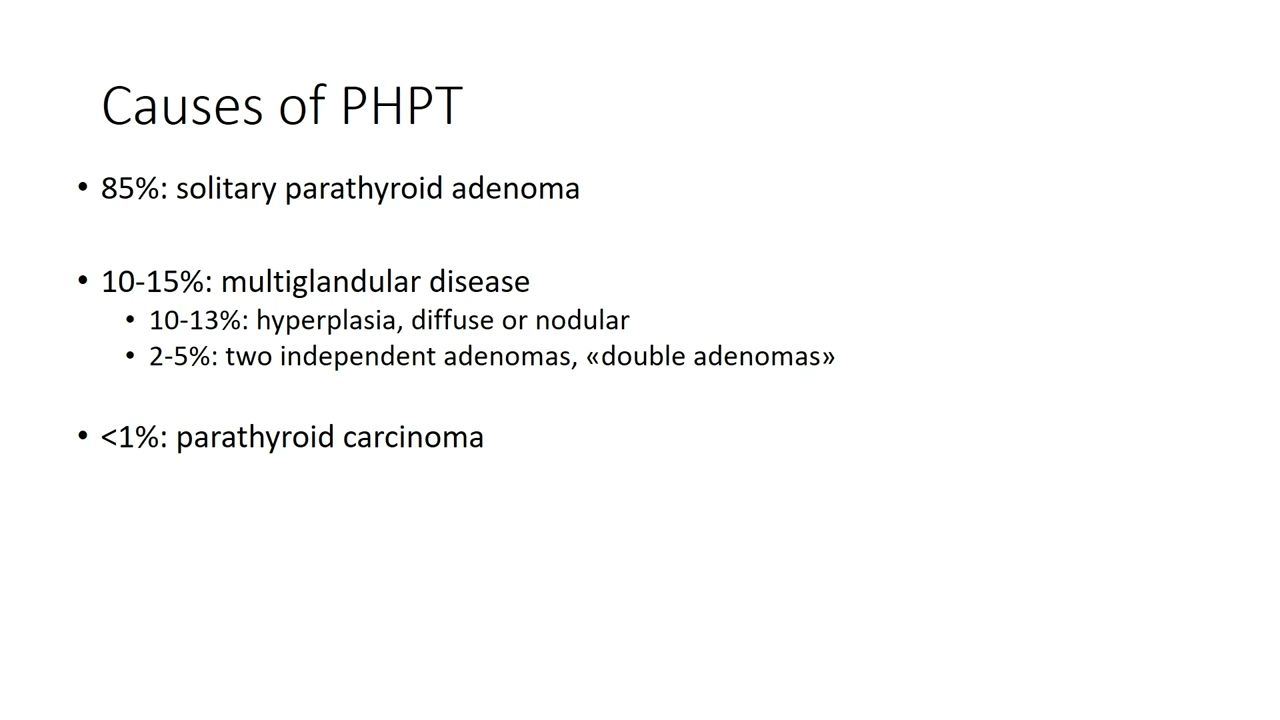 Causes of PHPT
• 85%: solitary parathyroid adenoma
• 10-15%: multiglandular disease
• 10-13%: hyperplasia, diffuse or nodular
• 2-5%: two independent adenomas, «double adenomas»
• <1%: parathyroid carcinoma